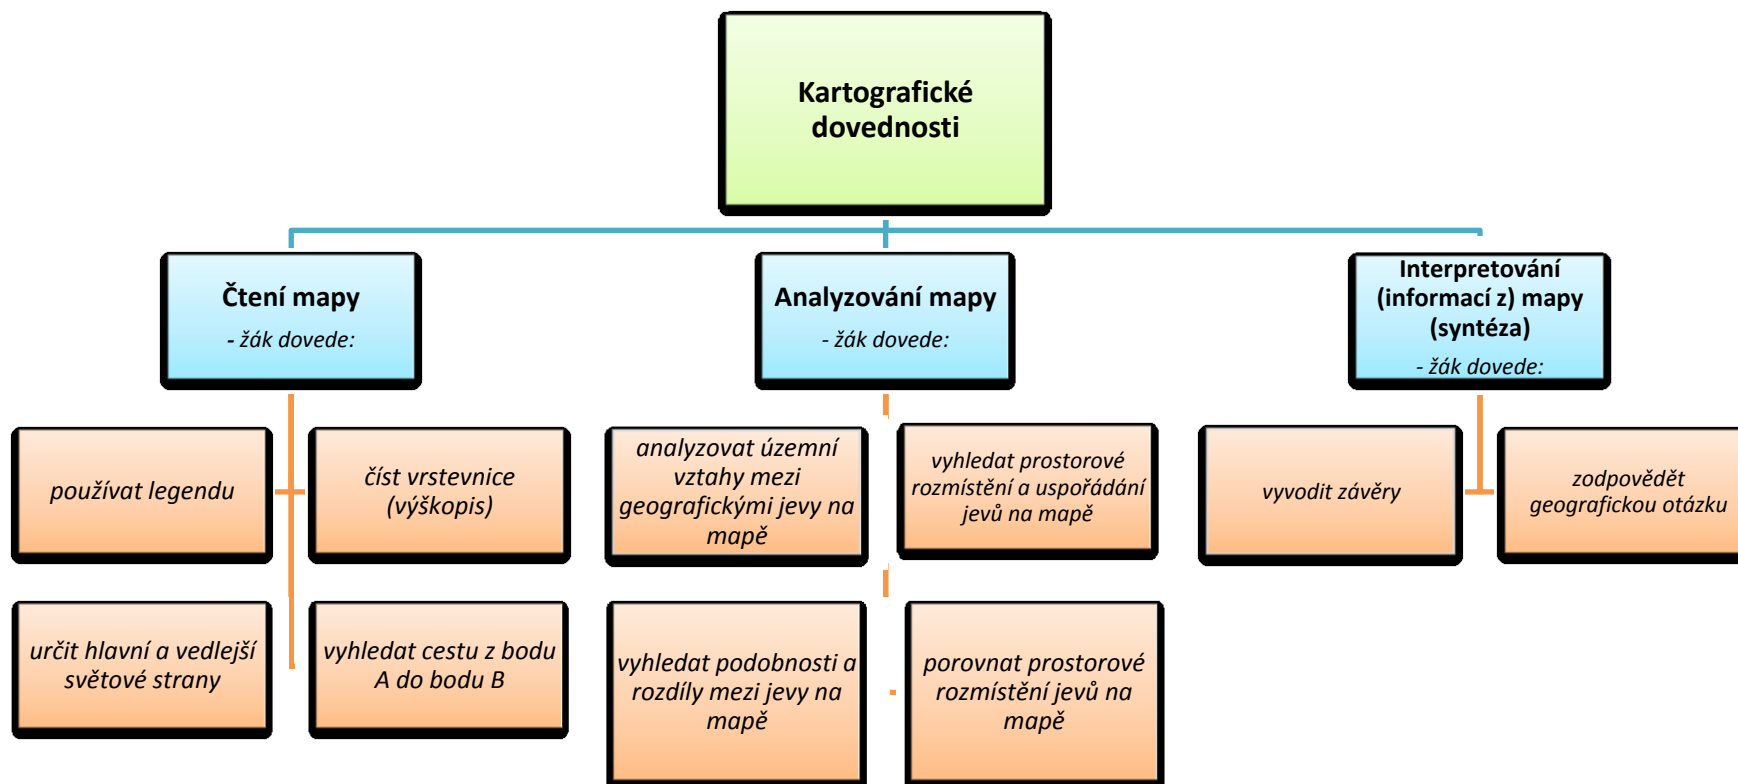 Kartografické
dovednosti
Čtení mapy
- žák dovede:
Analyzování mapy
- žák dovede:
Interpretování
(informací z) mapy
(syntéza)
- žák dovede:
používat legendu
číst vrstevnice
(výškopis)
určit hlavní a vedlejší
světové strany
vyhledat cestu z bodu
A do bodu B
analyzovat územní
vztahy mezi
geografickými jevy na
mapě
vyhledat prostorové
rozmístění a uspořádání
jevů na mapě
vyhledat podobnosti a
rozdíly mezi jevy na
mapě
porovnat prostorové
rozmístění jevů na
mapě
vyvodit závěry
zodpovědět
geografickou otázku